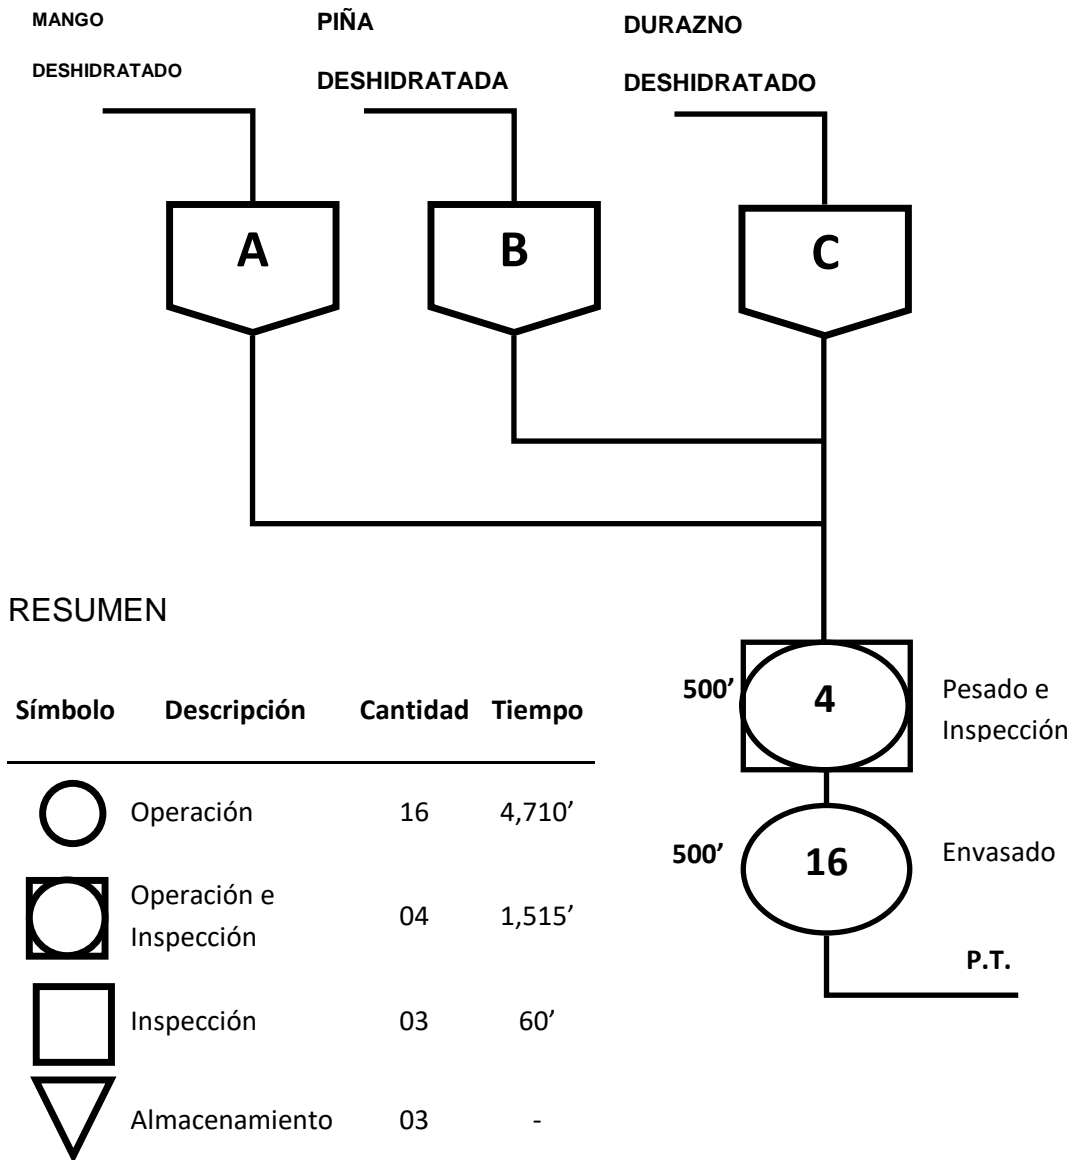 MANGO
DESHIDRATADO
PIÑA
DESHIDRATADA
DURAZNO
DESHIDRATADO
A
B
C
500’
4
Pesado e
Inspección
500’
16
Envasado
P.T.
RESUMEN
Símbolo Descripción Cantidad Tiempo
Operación 16 4,710’
Operación e
Inspección 04 1,515’
Inspección 03 60’
Almacenamiento 03 -